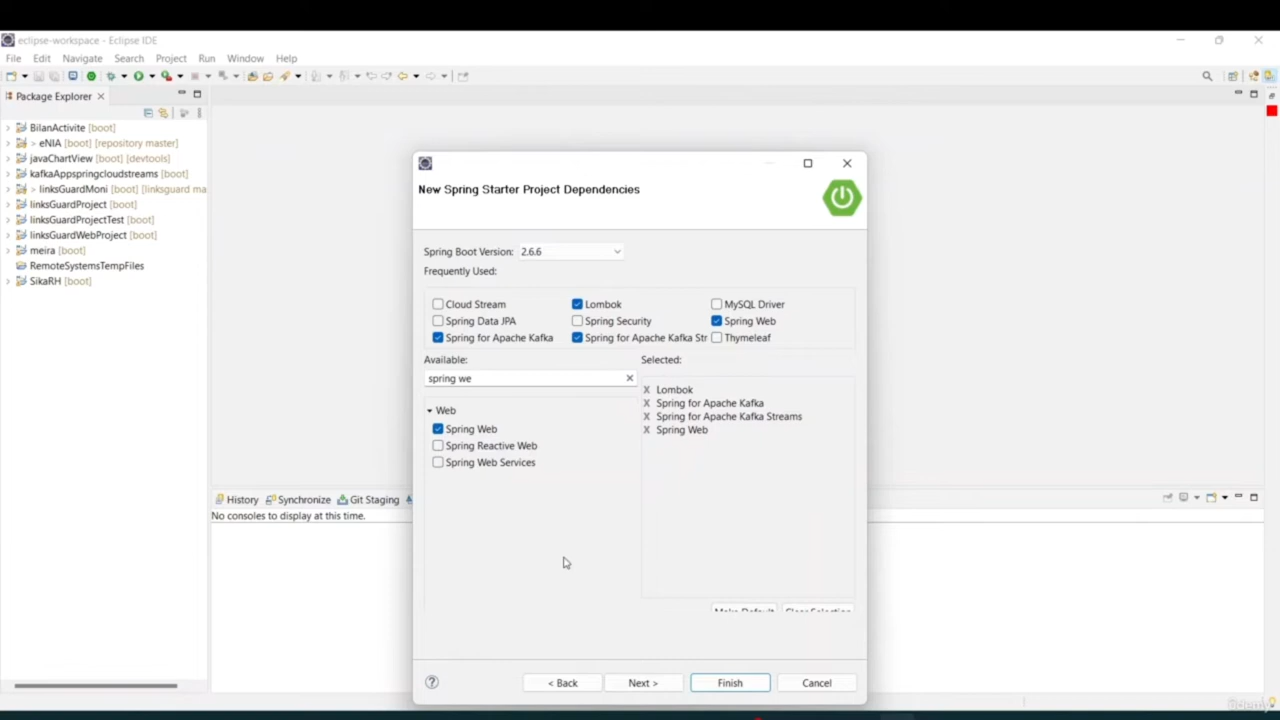 eclipse-workspace - Eclipse IDE
File Edit Navigate Search Project Run Window Help
Package Explorer
BilanActivite [boot]
> eNIA [boot] [repository master]
javaChartView [boot] [devtools]
kafkaAppspringcloudstreams [boot]
> linksGuardMoni [boot] [linksguard ma
linksGuardProject [boot]
linksGuardProjectTest [boot]
linksGuardWebProject [boot]
meira [boot]
RemoteSystemsTempFiles
SikaRH [boot]
New Spring Starter Project Dependencies
Spring Boot Version: 2.6.6
Frequently Used:
Cloud Stream Lombok MySQL Driver
Spring Data JPA Spring Security Spring Web
Spring for Apache Kafka Spring for Apache Kafka Str Thymeleaf
Available: Selected:
spring we
Web
Spring Web
Spring Reactive Web
Spring Web Services
X Lombok
X Spring for Apache Kafka
X Spring for Apache Kafka Streams
X Spring Web
Make Default Clear Selection
< Back Next > Finish Cancel
History Synchronize Git Staging
No consoles to display at this time.
ûdemy